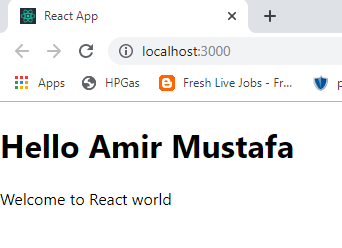 React App
localhost:3000
Apps HPGas Fresh Live Jobs - Fr... p
Hello Amir Mustafa
Welcome to React world